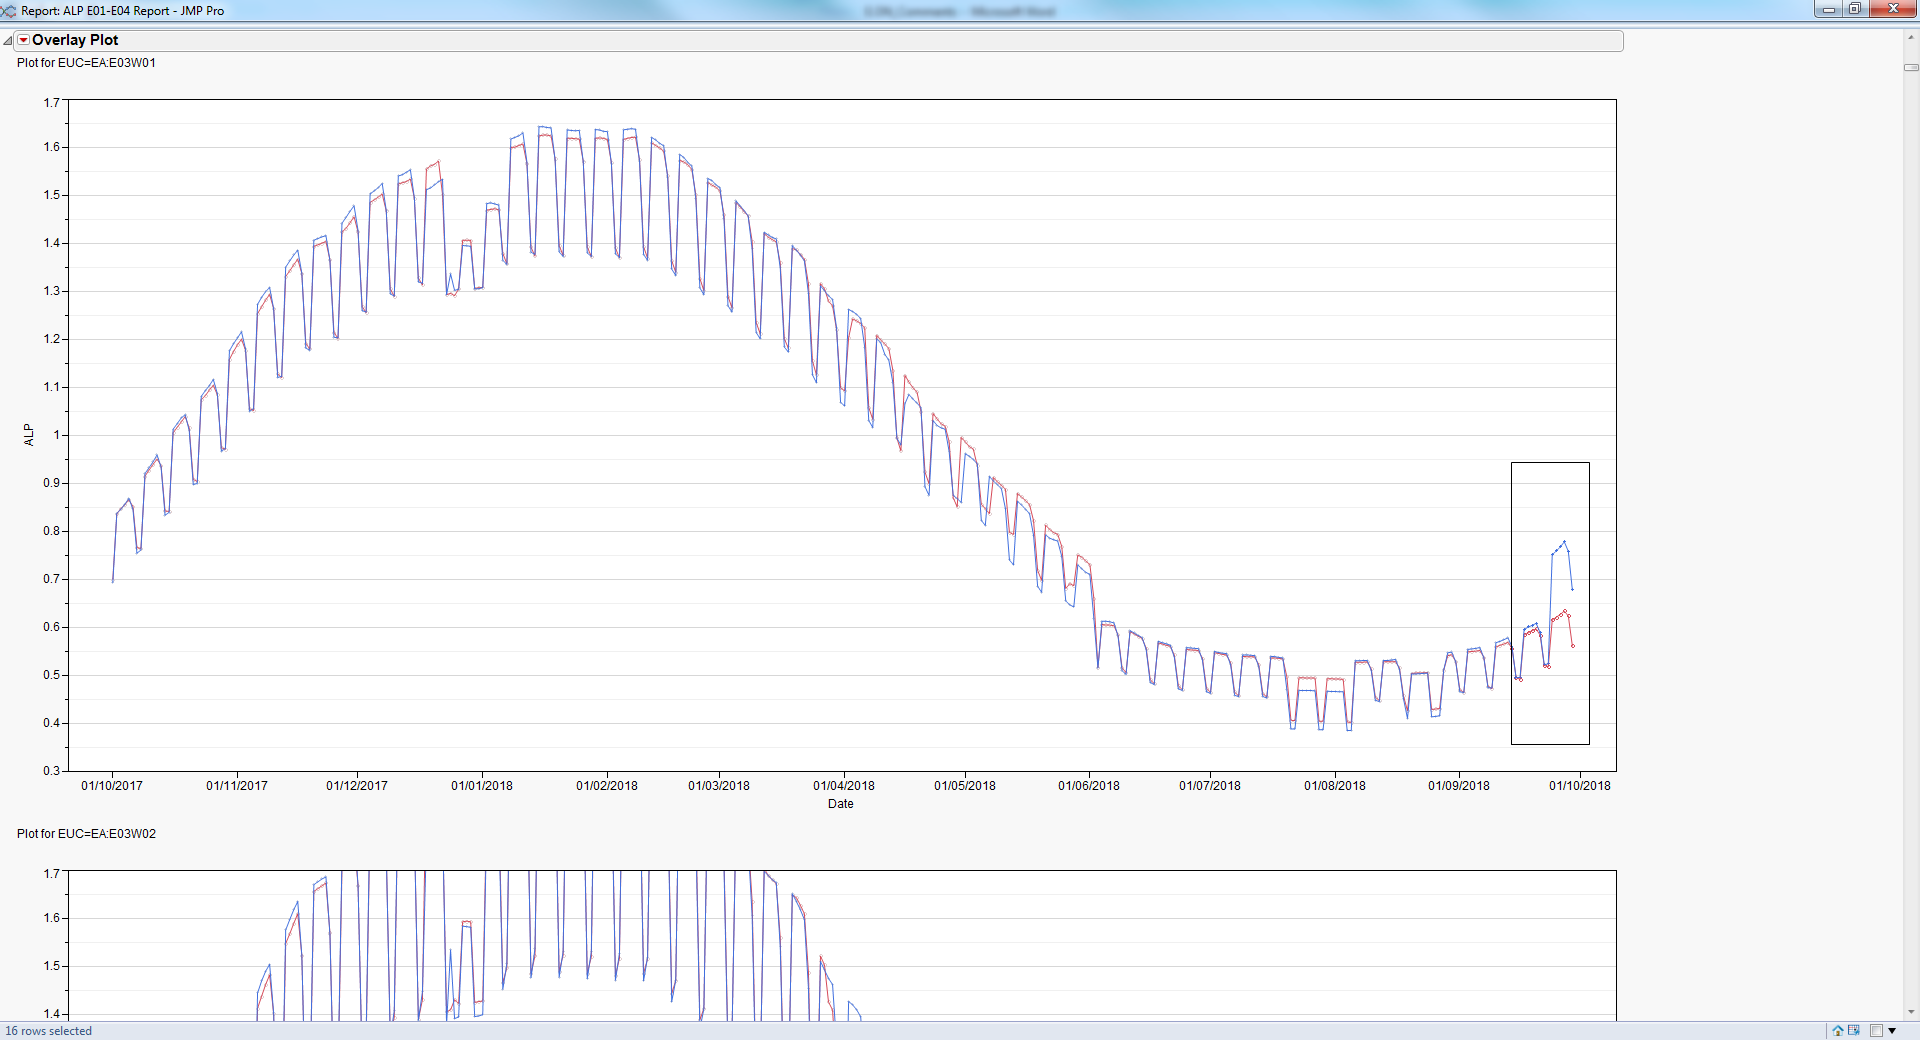 Report: ALP E01-E04 Report - JMP Pro
Overlay Plot
Plot for EUC=EA:E03W01
1.7
1.6
1.5
1.4
1.3
1.2
1.1
1
0.9
0.8
0.7
0.6
0.5
0.4
0.3
ALP
01/10/2017 01/11/2017 01/12/2017 01/01/2018 01/02/2018 01/03/2018 01/04/2018 01/05/2018 01/06/2018 01/07/2018 01/08/2018 01/09/2018 01/10/2018
Date
Plot for EUC=EA:E03W02
1.7
1.6
1.5
1.4
16 rows selected